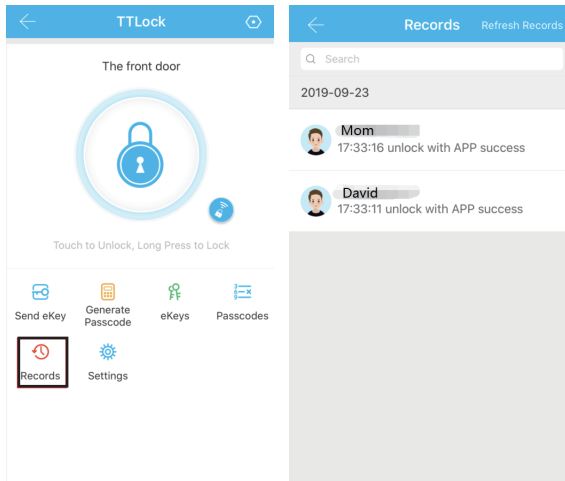 TTLock
The front door
Touch to Unlock, Long Press to Lock
Send eKey
Generate
Passcode
eKeys
Passcodes
Records
Settings
Records
Refresh Records
Search
2019-09-23
Mom
17:33:16 unlock with APP success
David
17:33:11 unlock with APP success